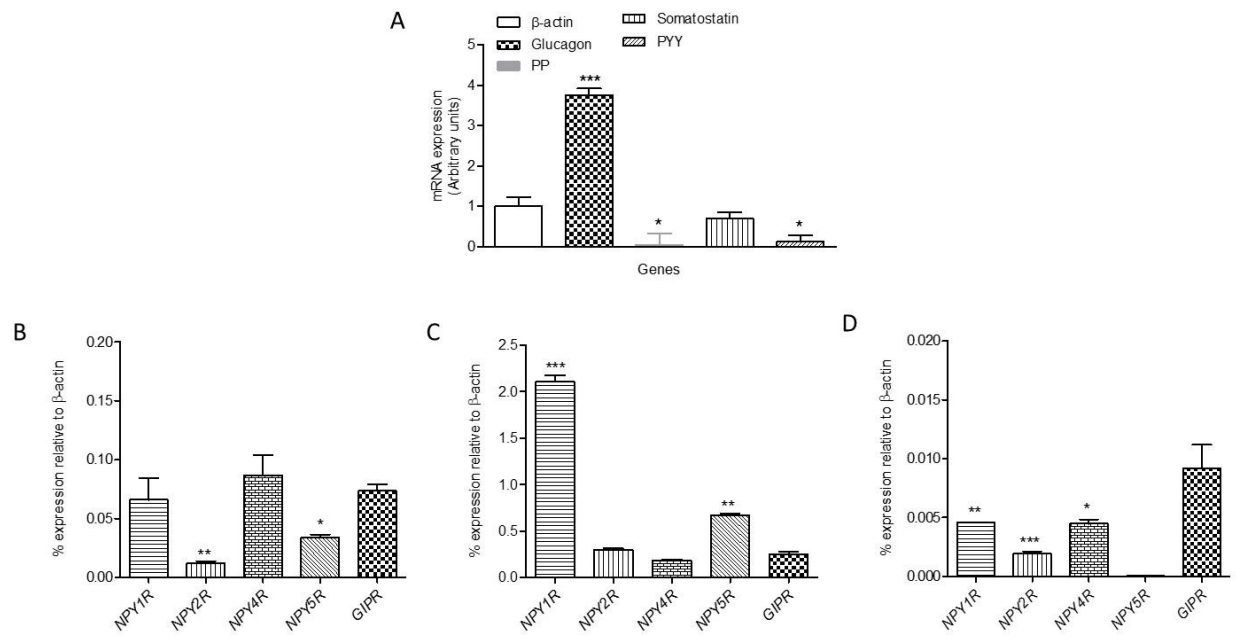 A
β-actin
Somatostatin
Glucagon
PYY
PP
mRNA expression
(Arbitrary units)
5
4
3
2
1
0
***
*
*
Genes
B
% expression relative to β-actin
0.20
0.15
0.10
0.05
0.00
**
*
NPY1R
NPY2R
NPY4R
NPY5R
GIPR
C
% expression relative to β-actin
2.5
2.0
1.5
1.0
0.5
0.0
***
**
NPY1R
NPY2R
NPY4R
NPY5R
GIPR
D
% expression relative to β-actin
0.020
0.015
0.010
0.005
0.000
**
***
*
NPY1R
NPY2R
NPY4R
NPY5R
GIPR